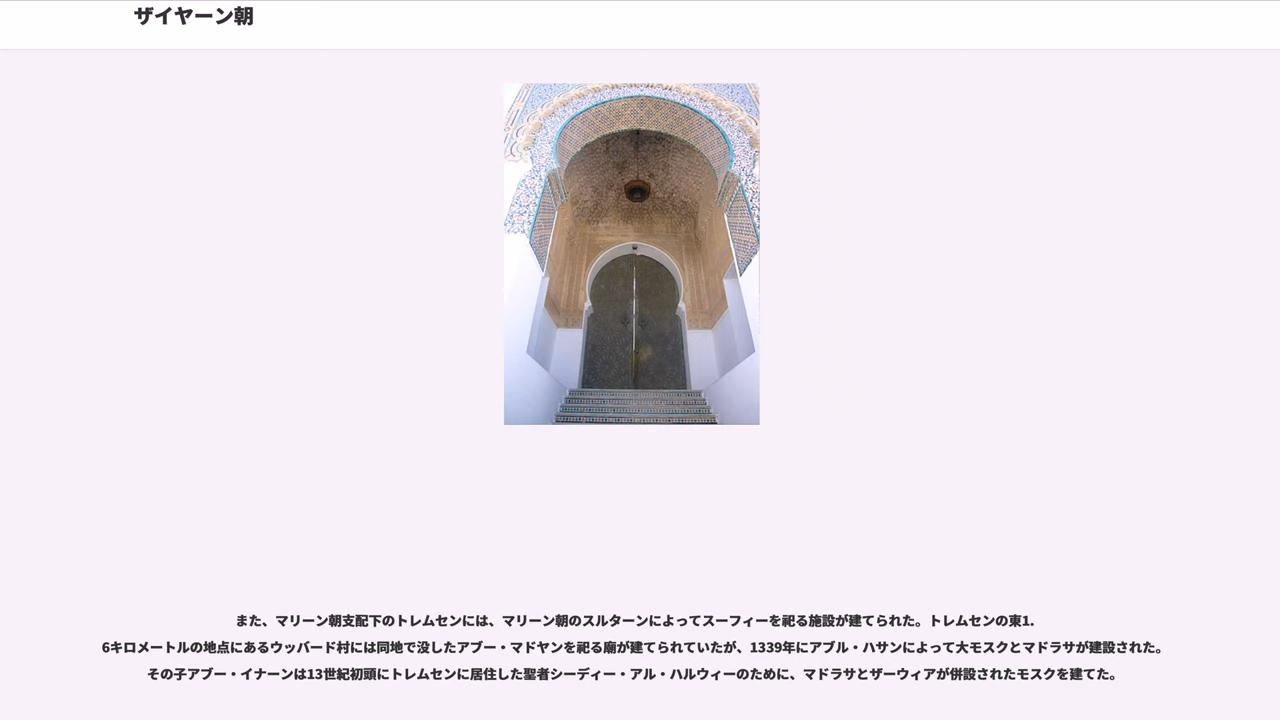 ザイヤーン朝
また、マリーン朝支配下のトレムセンには、マリーン朝のスルターンによってスーフィーを祀る施設が建てられた。トレムセンの東1.
6キロメートルの地点にあるウッバード村には同地で没したアブー・マドヤンを祀る廟が建てられていたが、1339年にアブル・ハサンによって大モスクとマドラサが建設された。
その子アブー・イナーンは13世紀初頭にトレムセンに居住した聖者シーディー・アル・ハルウィーのために、マドラサとザーウィアが併設されたモスクを建てた。